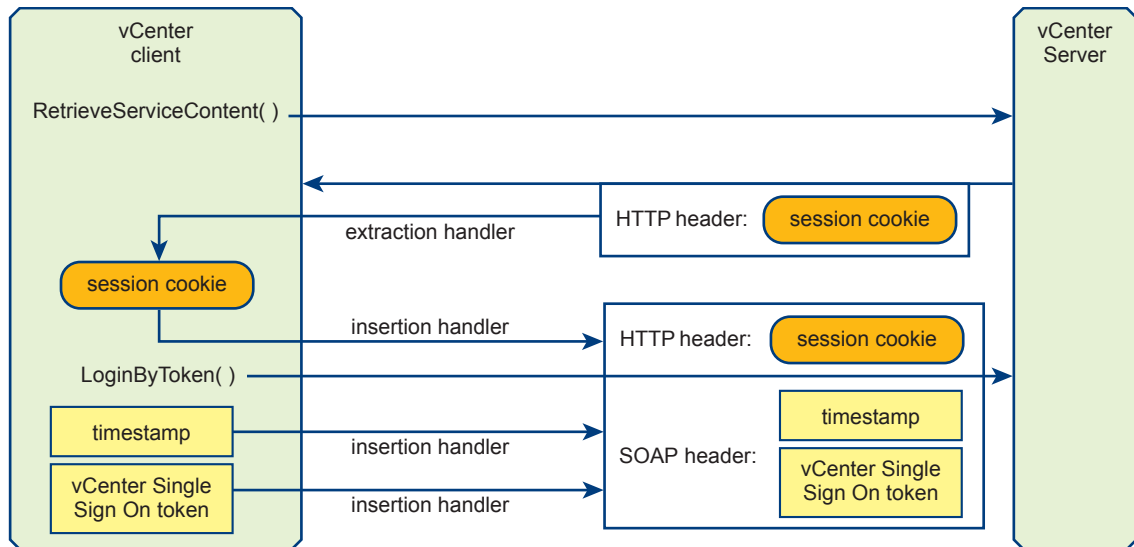 vCenter
client
vCenter
Server
RetrieveServiceContent( )
HTTP header:
session cookie
extraction handler
session cookie
insertion handler
HTTP header:
session cookie
LoginByToken( )
timestamp
insertion handler
SOAP header:
timestamp
vCenter Single
Sign On token
insertion handler
vCenter Single
Sign On token